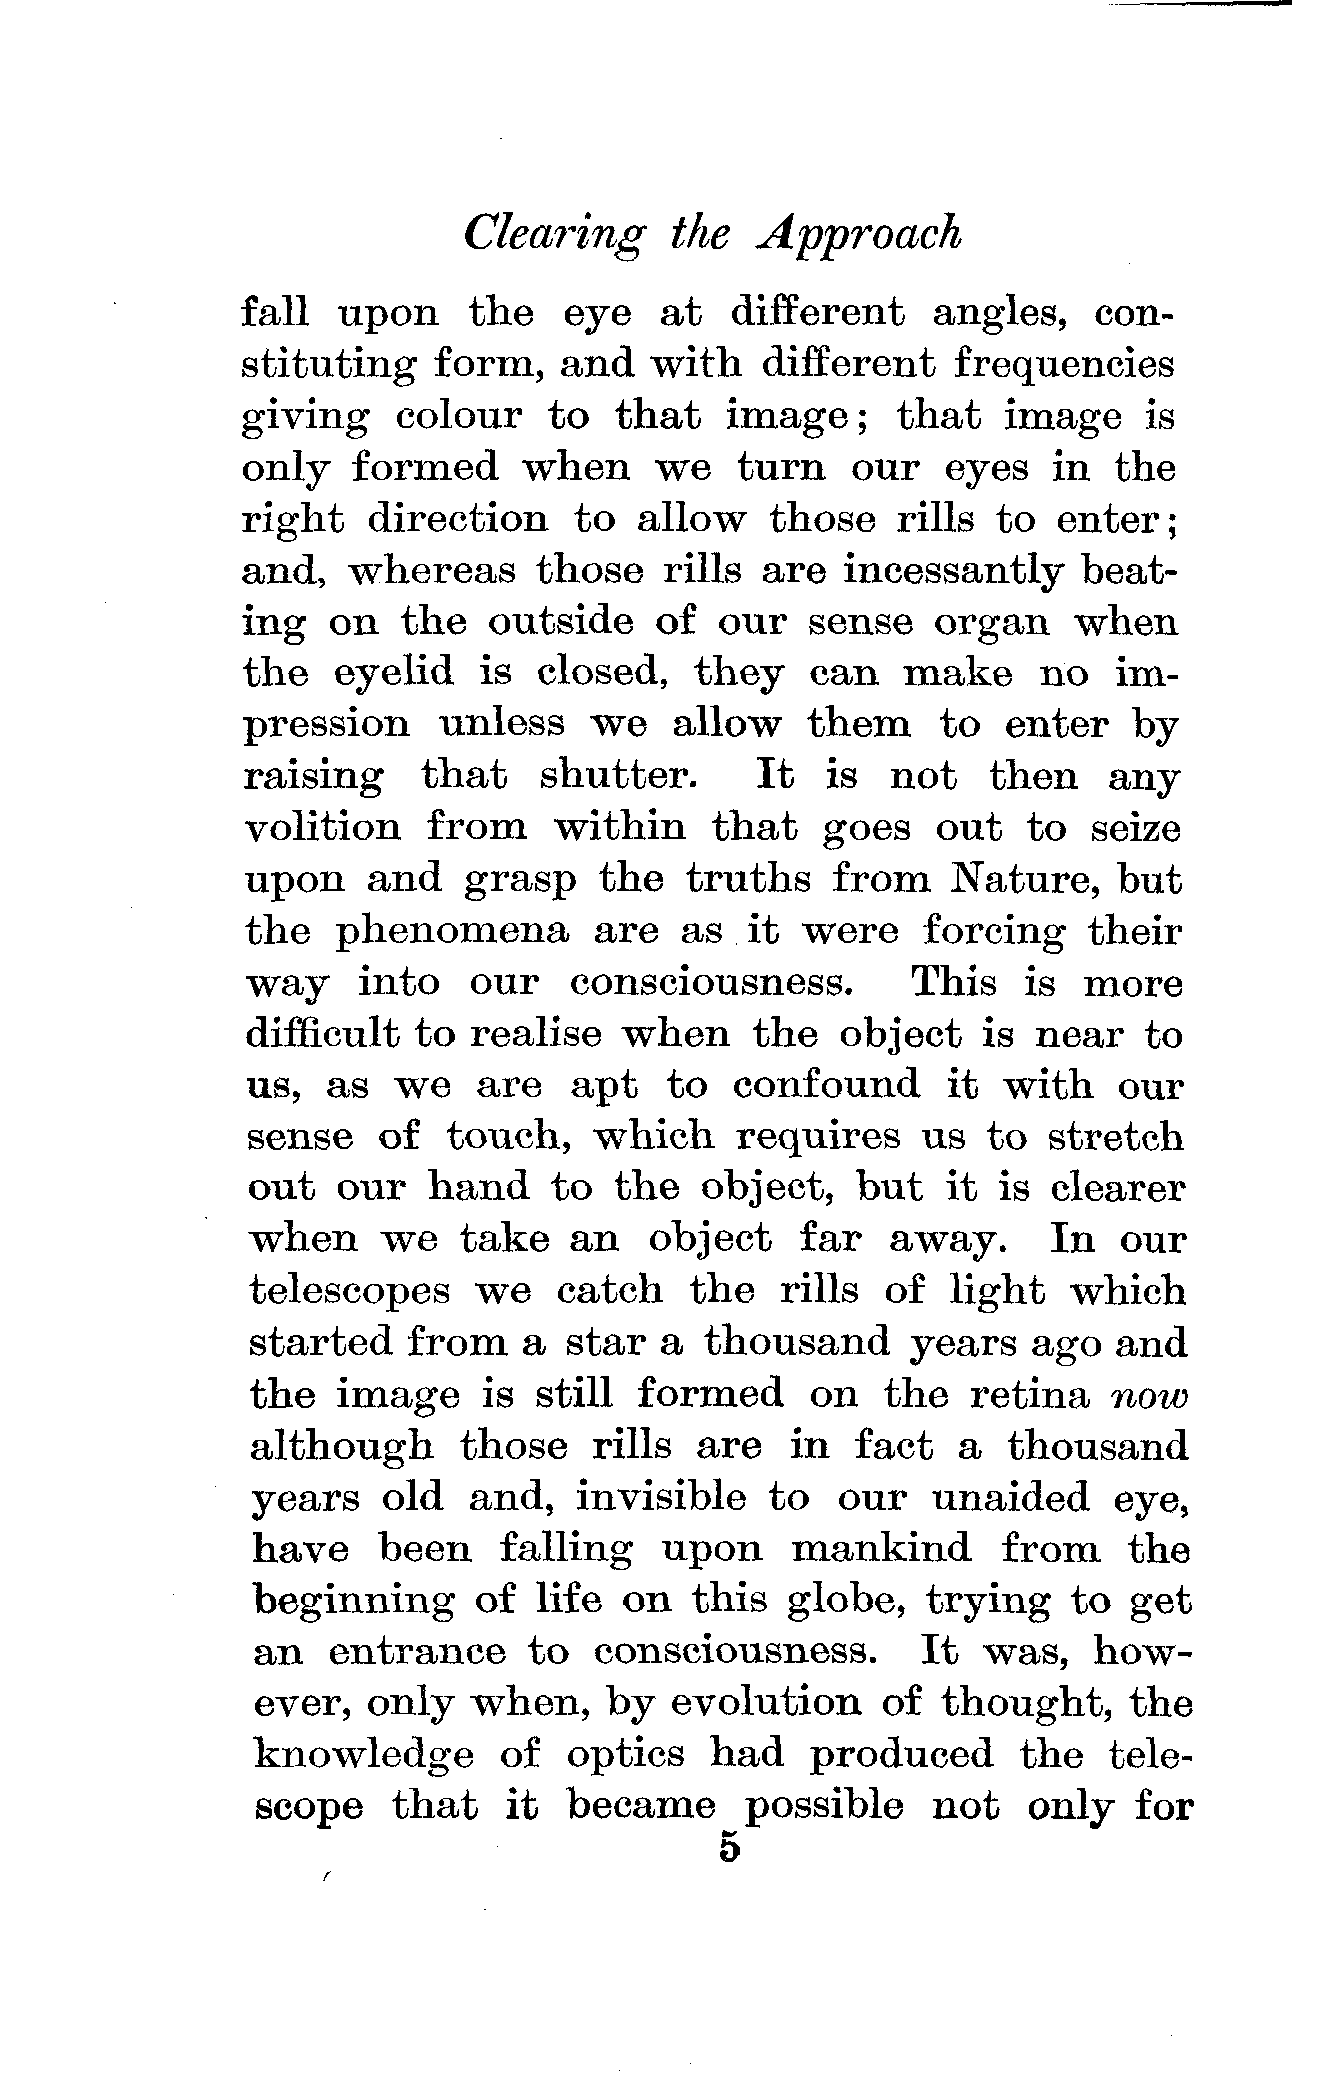 Clearing the Approach
fall upon the eye at different angles, con-
stituting form, and with different frequencies
giving colour to that image; that image is
only formed when we turn our eyes in the
right direction to allow those rills to enter;
and, whereas those rills are incessantly beat-
ing on the outside of our sense organ when
the eyelid is closed, they can make no im-
pression unless we allow them to enter by
raising that shutter. It is not then any
volition from within that goes out to seize
upon and grasp the truths from Nature, but
the phenomena are as it were forcing their
way into our consciousness. This is more
difficult to realise when the object is near to
us, as we are apt to confound it with our
sense of touch, which requires us to stretch
out our hand to the object, but it is clearer
when we take an object far away. In our
telescopes we catch the rills of light which
started from a star a thousand years ago and
the image is still formed on the retina now
although those rills are in fact a thousand
years old and, invisible to our unaided eye,
have been falling upon mankind from the
beginning of life on this globe, trying to get
an entrance to consciousness. It was, how-
ever, only when, by evolution of thought, the
knowledge of optics had produced the tele-
scope that it became possible not only for
5